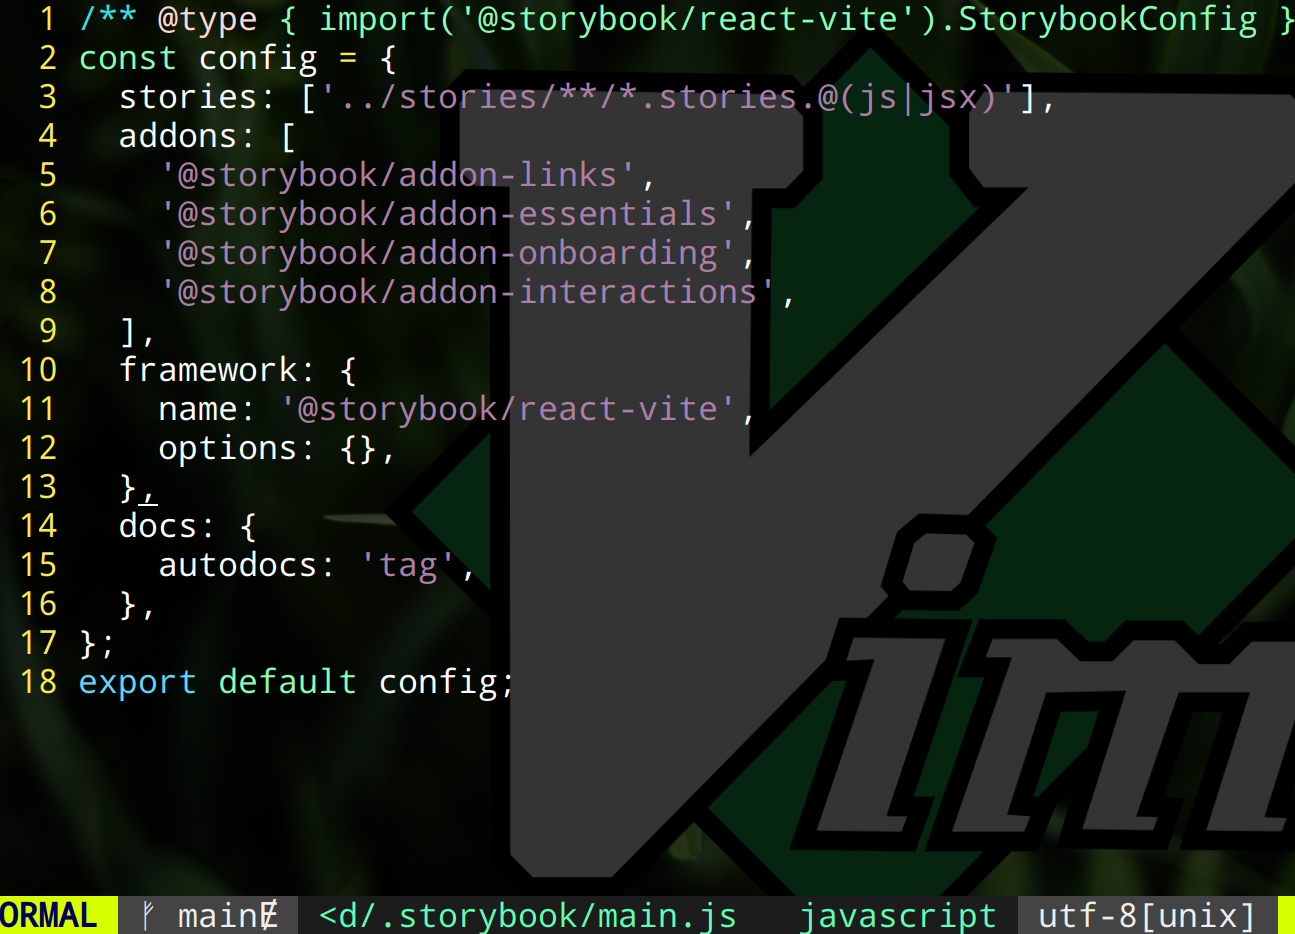 1 /** @type { import('@storybook/react-vite').StorybookConfig }
2 const config = {
3   stories: ['../stories/**/*.stories.@(js|jsx)'],
4   addons: [
5     '@storybook/addon-links',
6     '@storybook/addon-essentials',
7     '@storybook/addon-onboarding',
8     '@storybook/addon-interactions',
9   ],
10   framework: {
11     name: '@storybook/react-vite',
12     options: {},
13   },
14   docs: {
15     autodocs: 'tag',
16   },
17 };
18 export default config;
Vim
ORMAL ᚠ mainɆ <d/.storybook/main.js javascript utf-8[unix]